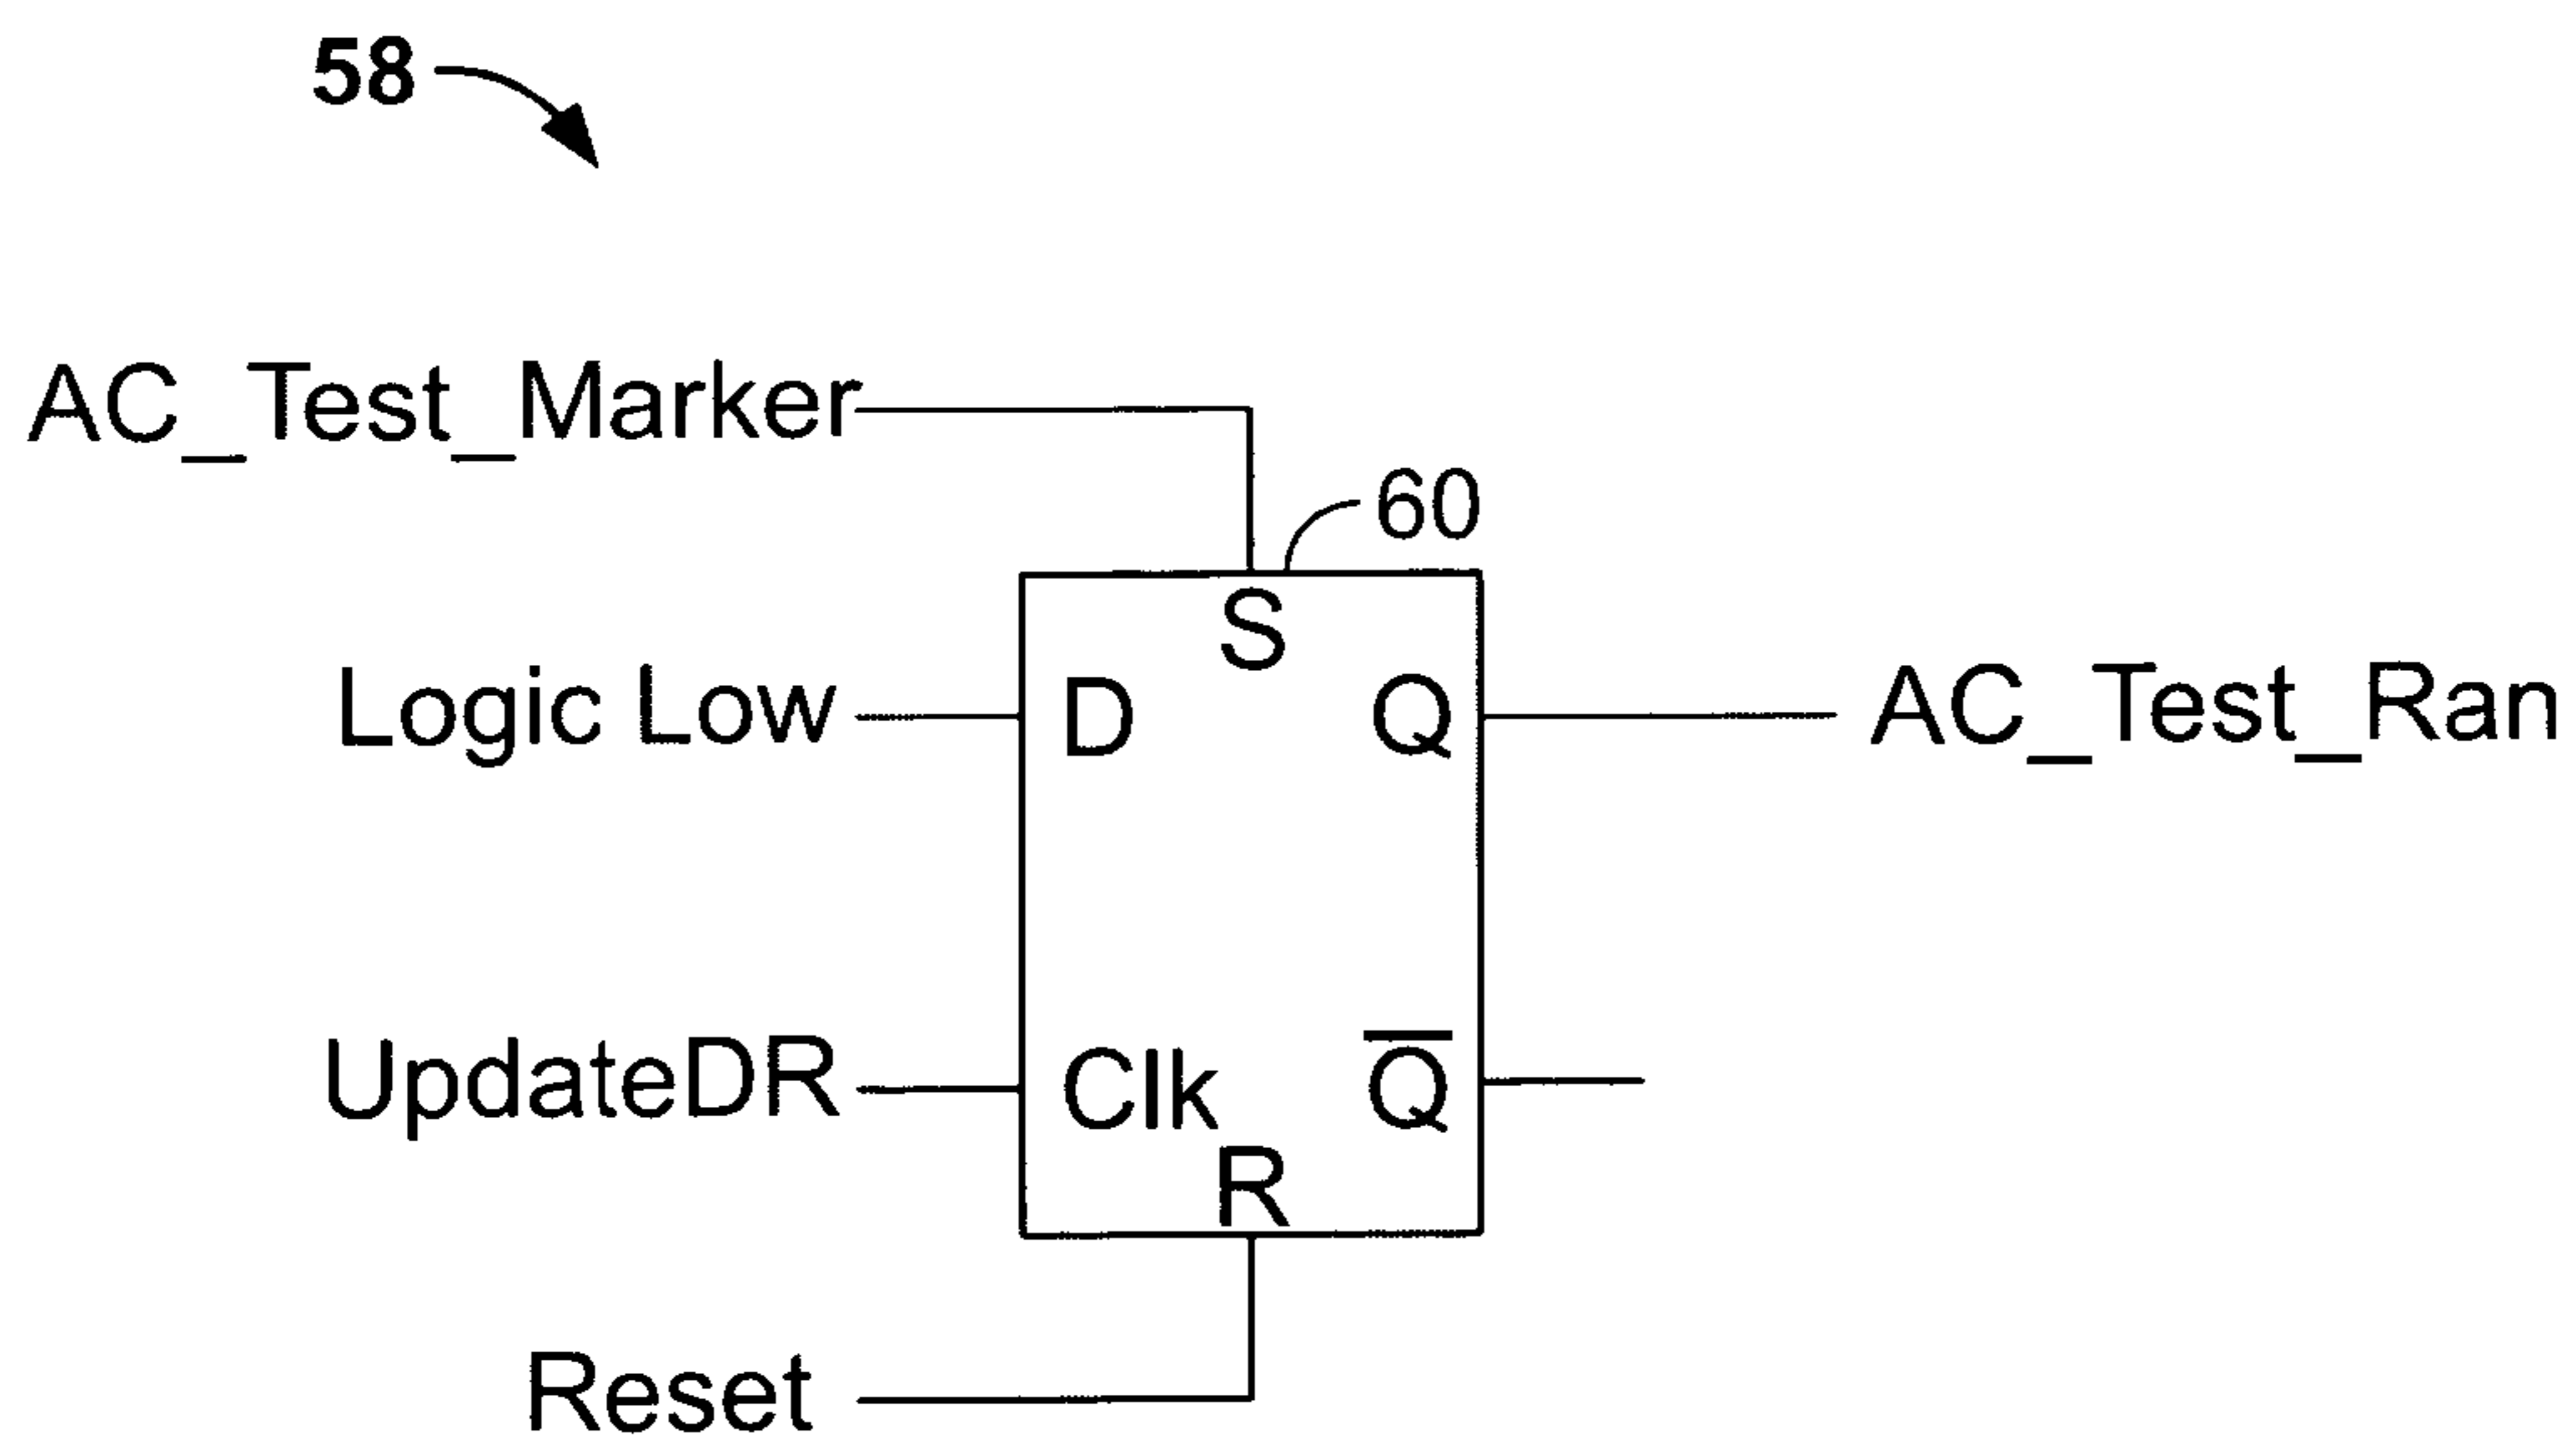 58
AC_Test_Marker
60
S
Logic Low
D
Q
AC_Test_Ran
UpdateDR
Clk
Q̅
R
Reset